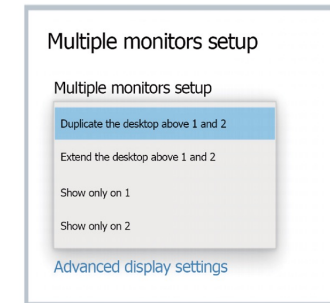 Multiple monitors setup
Multiple monitors setup
Duplicate the desktop above 1 and 2
Extend the desktop above 1 and 2
Show only on 1
Show only on 2
Advanced display settings